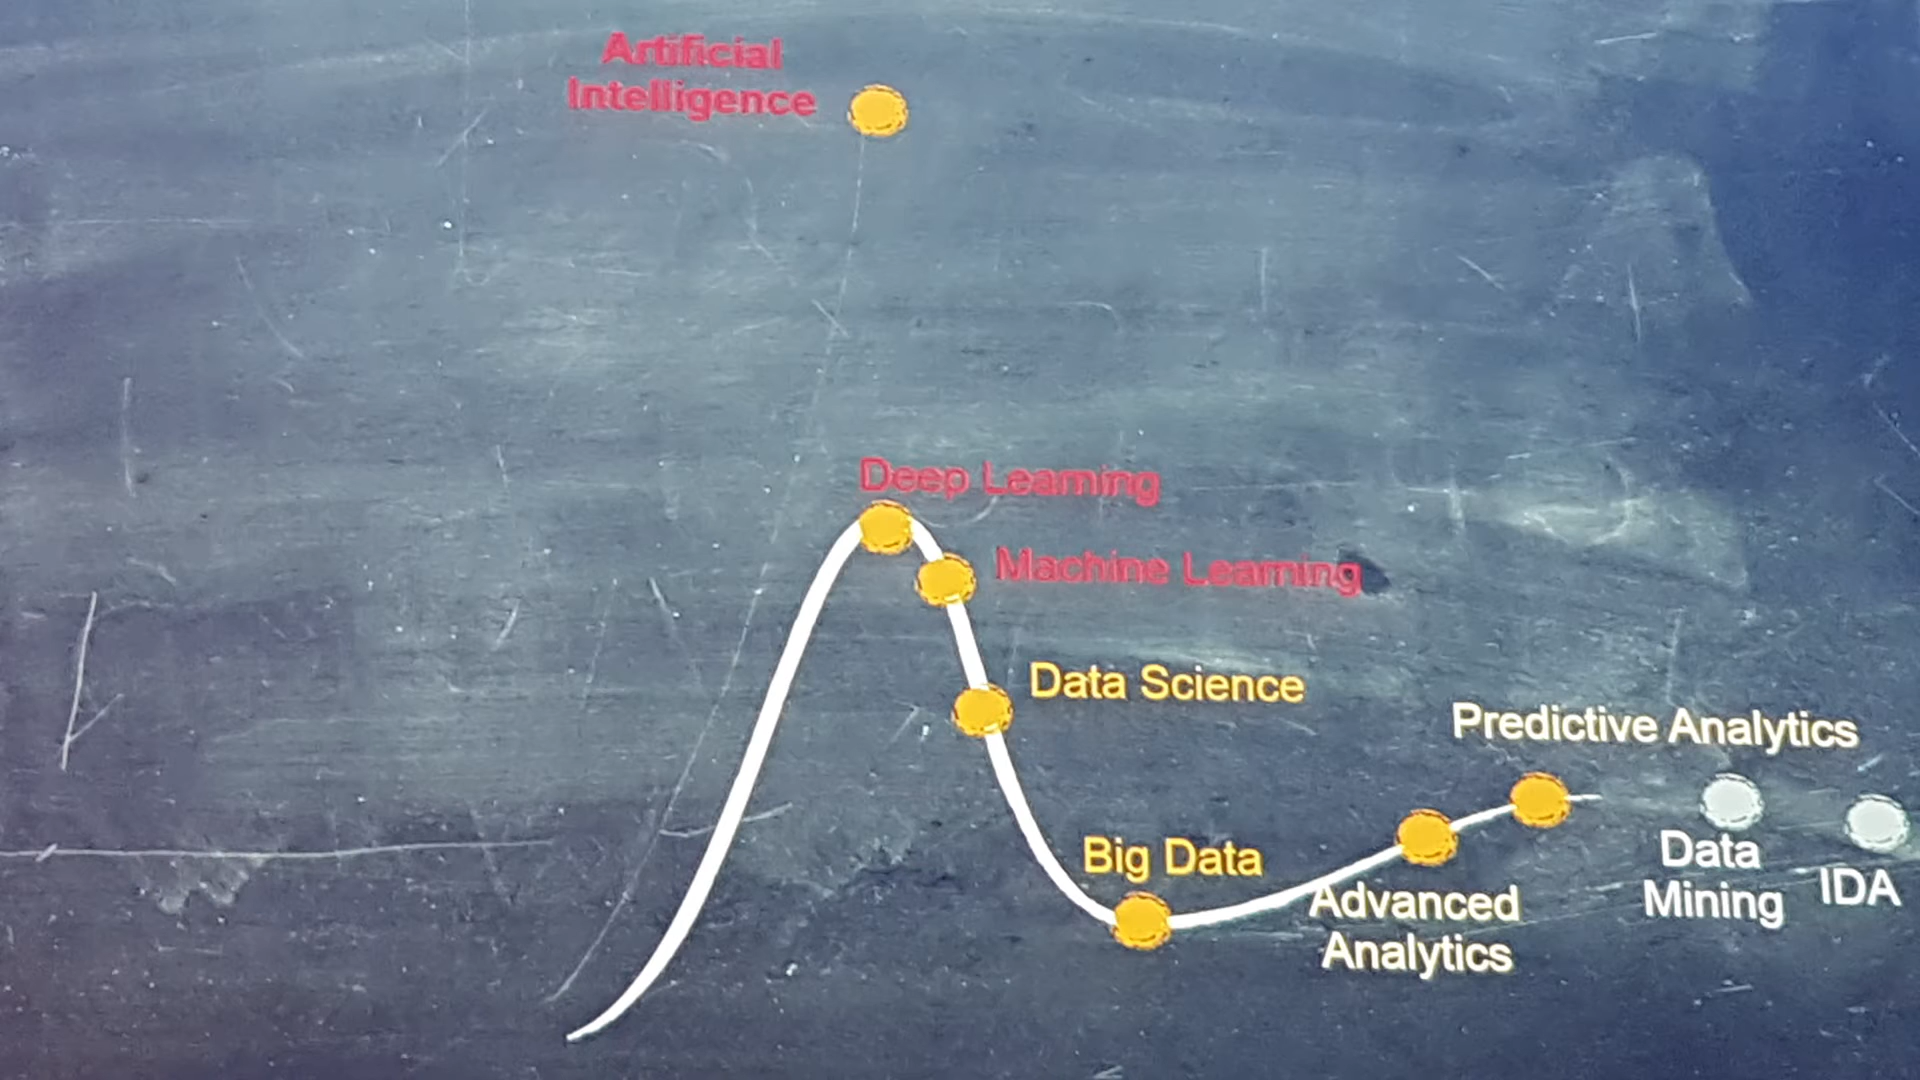 Artificial
Intelligence
Deep Learning
Machine Learning
Data Science
Predictive Analytics
Big Data
Data
Mining
IDA
Advanced
Analytics